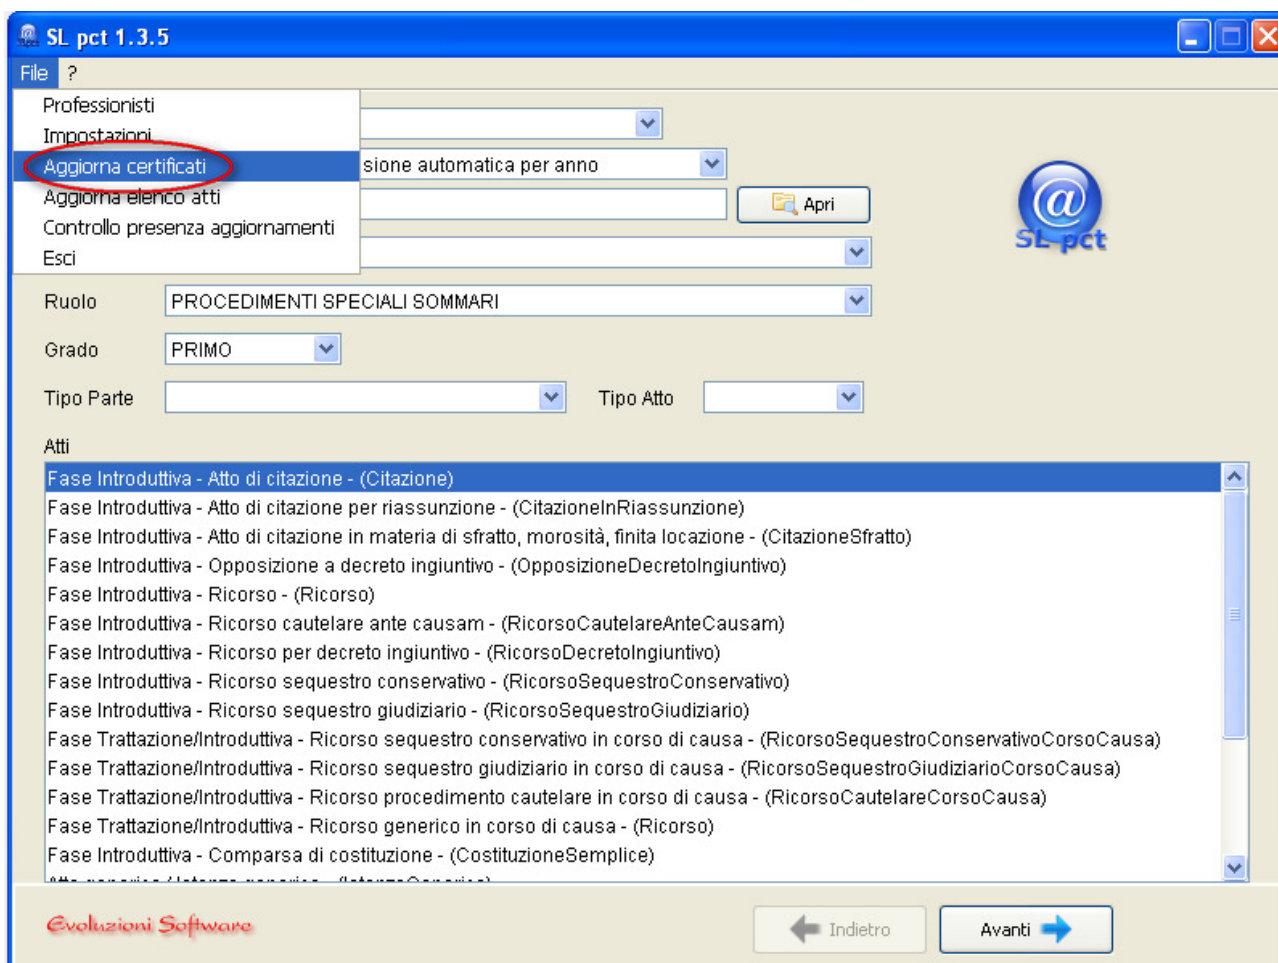 SL pct 1.3.5
File ?
Professionisti
Impostazioni
Aggiorna certificati
sione automatica per anno
Aggiorna elenco atti
Apri
Controllo presenza aggiornamenti
SL pct
Esci
Ruolo PROCEDIMENTI SPECIALI SOMMARI
Grado PRIMO
Tipo Parte Tipo Atto
Atti
Fase Introduttiva - Atto di citazione - (Citazione)
Fase Introduttiva - Atto di citazione per riassunzione - (CitazioneInRiassunzione)
Fase Introduttiva - Atto di citazione in materia di sfratto, morosità, finita locazione - (CitazioneSfratto)
Fase Introduttiva - Opposizione a decreto ingiuntivo - (OpposizioneDecretoIngiuntivo)
Fase Introduttiva - Ricorso - (Ricorso)
Fase Introduttiva - Ricorso cautelare ante causam - (RicorsoCautelareAnteCausam)
Fase Introduttiva - Ricorso per decreto ingiuntivo - (RicorsoDecretoIngiuntivo)
Fase Introduttiva - Ricorso sequestro conservativo - (RicorsoSequestroConservativo)
Fase Introduttiva - Ricorso sequestro giudiziario - (RicorsoSequestroGiudiziario)
Fase Trattazione/Introduttiva - Ricorso sequestro conservativo in corso di causa - (RicorsoSequestroConservativoCorsoCausa)
Fase Trattazione/Introduttiva - Ricorso sequestro giudiziario in corso di causa - (RicorsoSequestroGiudiziarioCorsoCausa)
Fase Trattazione/Introduttiva - Ricorso procedimento cautelare in corso di causa - (RicorsoCautelareCorsoCausa)
Fase Trattazione/Introduttiva - Ricorso generico in corso di causa - (Ricorso)
Fase Introduttiva - Comparsa di costituzione - (CostituzioneSemplice)
Evoluzioni Software
Indietro
Avanti